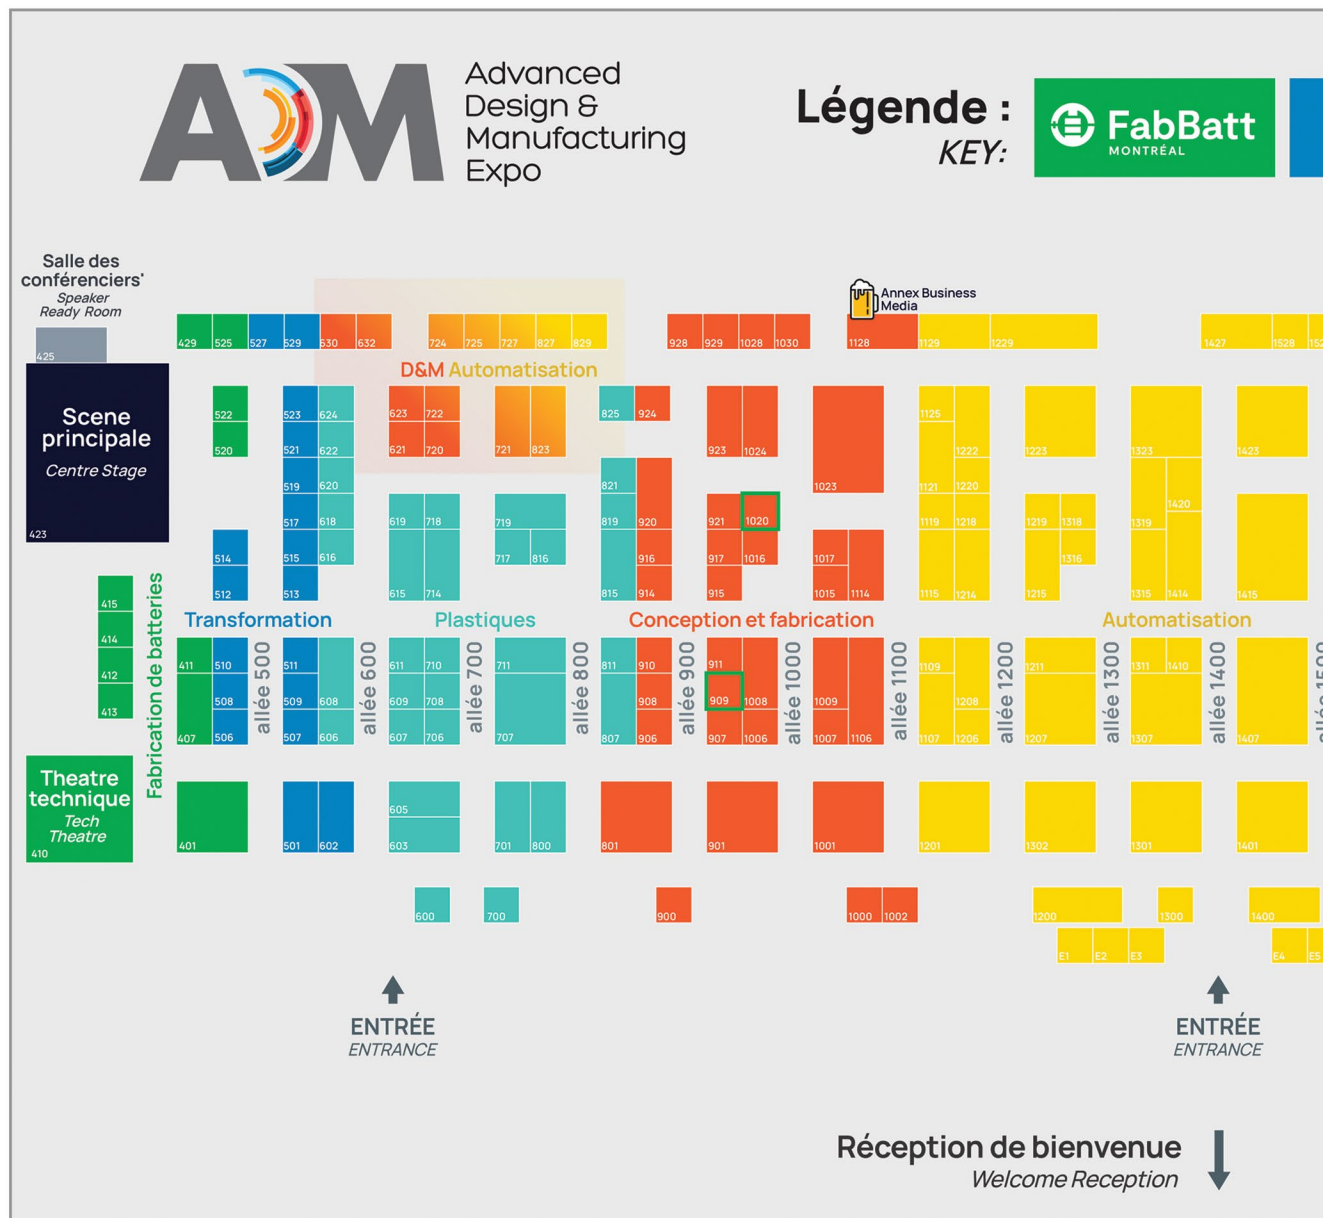 ADM
Advanced
Design &
Manufacturing
Expo
Légende :
KEY:
FabBatt
MONTRÉAL
Salle des
conférenciers'
Speaker
Ready Room
425
Annex Business
Media
429 525 527 529 630 632 724 725 727 827 829 928 929 1028 1030 1128 1129 1229 1427 1528
D&M Automatisation
Scene
principale
Centre Stage
423
522 523 624 623 722 825 924 1125
520 521 622 621 720 721 823 923 1024 1222 1223 1323 1423
519 620 821 1023 1121 1220
1420
517 618 619 718 719 819 920 921 1020 1119 1218 1219 1318 1319
514 515 616 717 816 916 917 1016 1017 1316
512 513 615 714 815 914 915 1015 1114 1115 1214 1215 1315 1414 1415
415
414
412
413
Fabrication de batteries
Transformation
Plastiques
Conception et fabrication
Automatisation
allée 500
allée 600
allée 700
allée 800
allée 900
allée 1000
allée 1100
allée 1200
allée 1300
allée 1400
allée 1500
411 510 511 611 710 711 811 910 911 1109 1211 1311 1410
508 509 608 609 708 908 909 1008 1009 1208
407 506 507 606 607 706 707 807 906 907 1006 1007 1106 1107 1206 1207 1307 1407
Theatre
technique
Tech
Theatre
410
605
401 501 602 603 701 800 801 901 1001 1201 1302 1301 1401
600 700 900 1000 1002 1200 1300 1400
E1 E2 E3 E4 E5
ENTRÉE
ENTRANCE
ENTRÉE
ENTRANCE
Réception de bienvenue
Welcome Reception